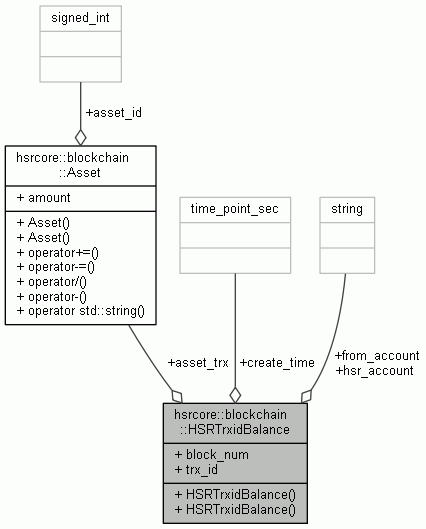 signed_int
+asset_id
hsrcore::blockchain
::Asset
+ amount
+ Asset()
+ Asset()
+ operator+=()
+ operator-=()
+ operator/()
+ operator-()
+ operator std::string()
time_point_sec
string
+asset_trx
+create_time
+from_account
+hsr_account
hsrcore::blockchain
::HSRTrxidBalance
+ block_num
+ trx_id
+ HSRTrxidBalance()
+ HSRTrxidBalance()